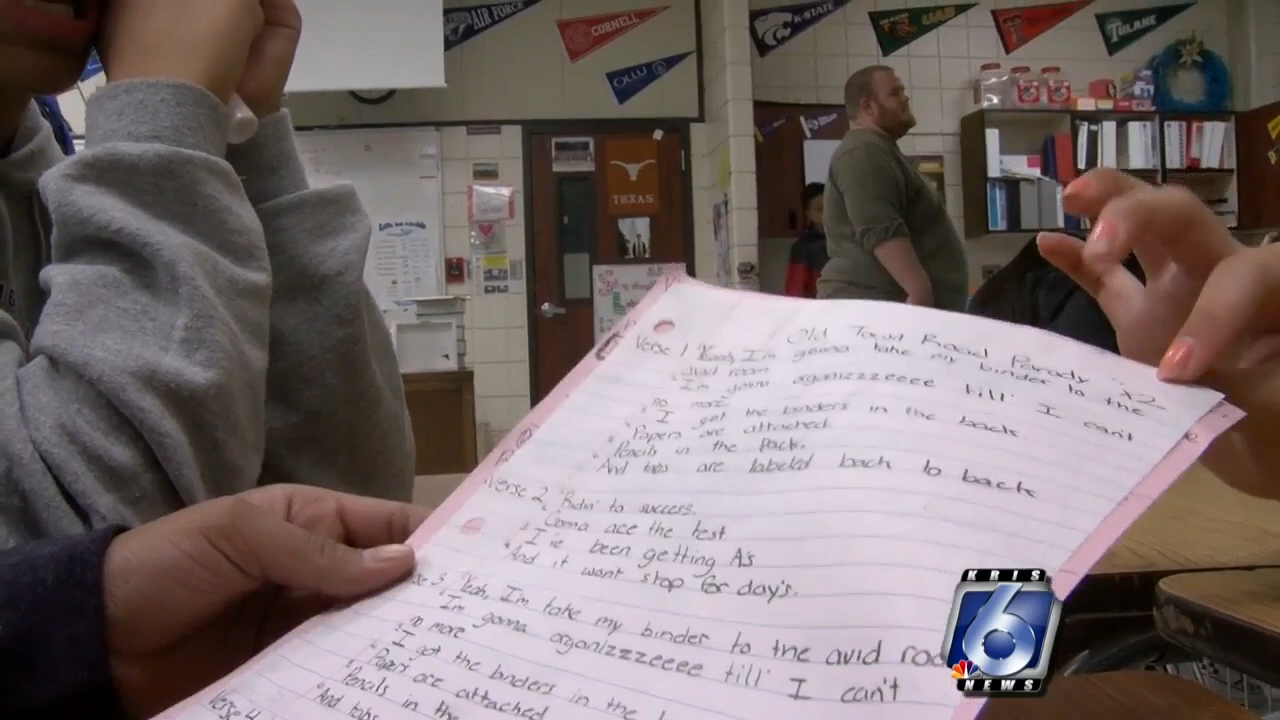 AIR FORCE
CORNELL
OLLU
K-STATE
UAB
TULANE
TEXAS
Old Town Road Parody
Verse 1 "Yeah, I'm gonna take my binder to the x2
avid room
I'm gonna oganizzzeeee till' I can't
no more
I got the binders in the back
Papers are attached.
Pencils in the pack.
And tabs are labeled back to back
Verse 2 "Ridin' to success.
Gonna ace the test
I've been getting A's
And it wont stop for day's.
3 Yeah, I'm take my binder to the avid roo
I'm gonna oganizzzeeee till' I can't
no more
I got the binders in the
Papers are attached
Pencils in the
And tabs
Verse 4
KRIS
6
NEWS